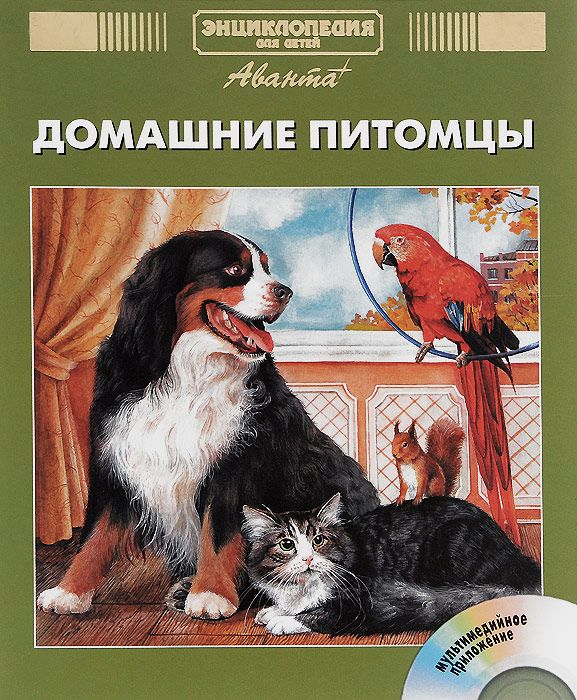 ЭНЦИКЛОПЕДИЯ
ДЛЯ ДЕТЕЙ
Аванта+
ДОМАШНИЕ ПИТОМЦЫ
мультимедийное
приложение